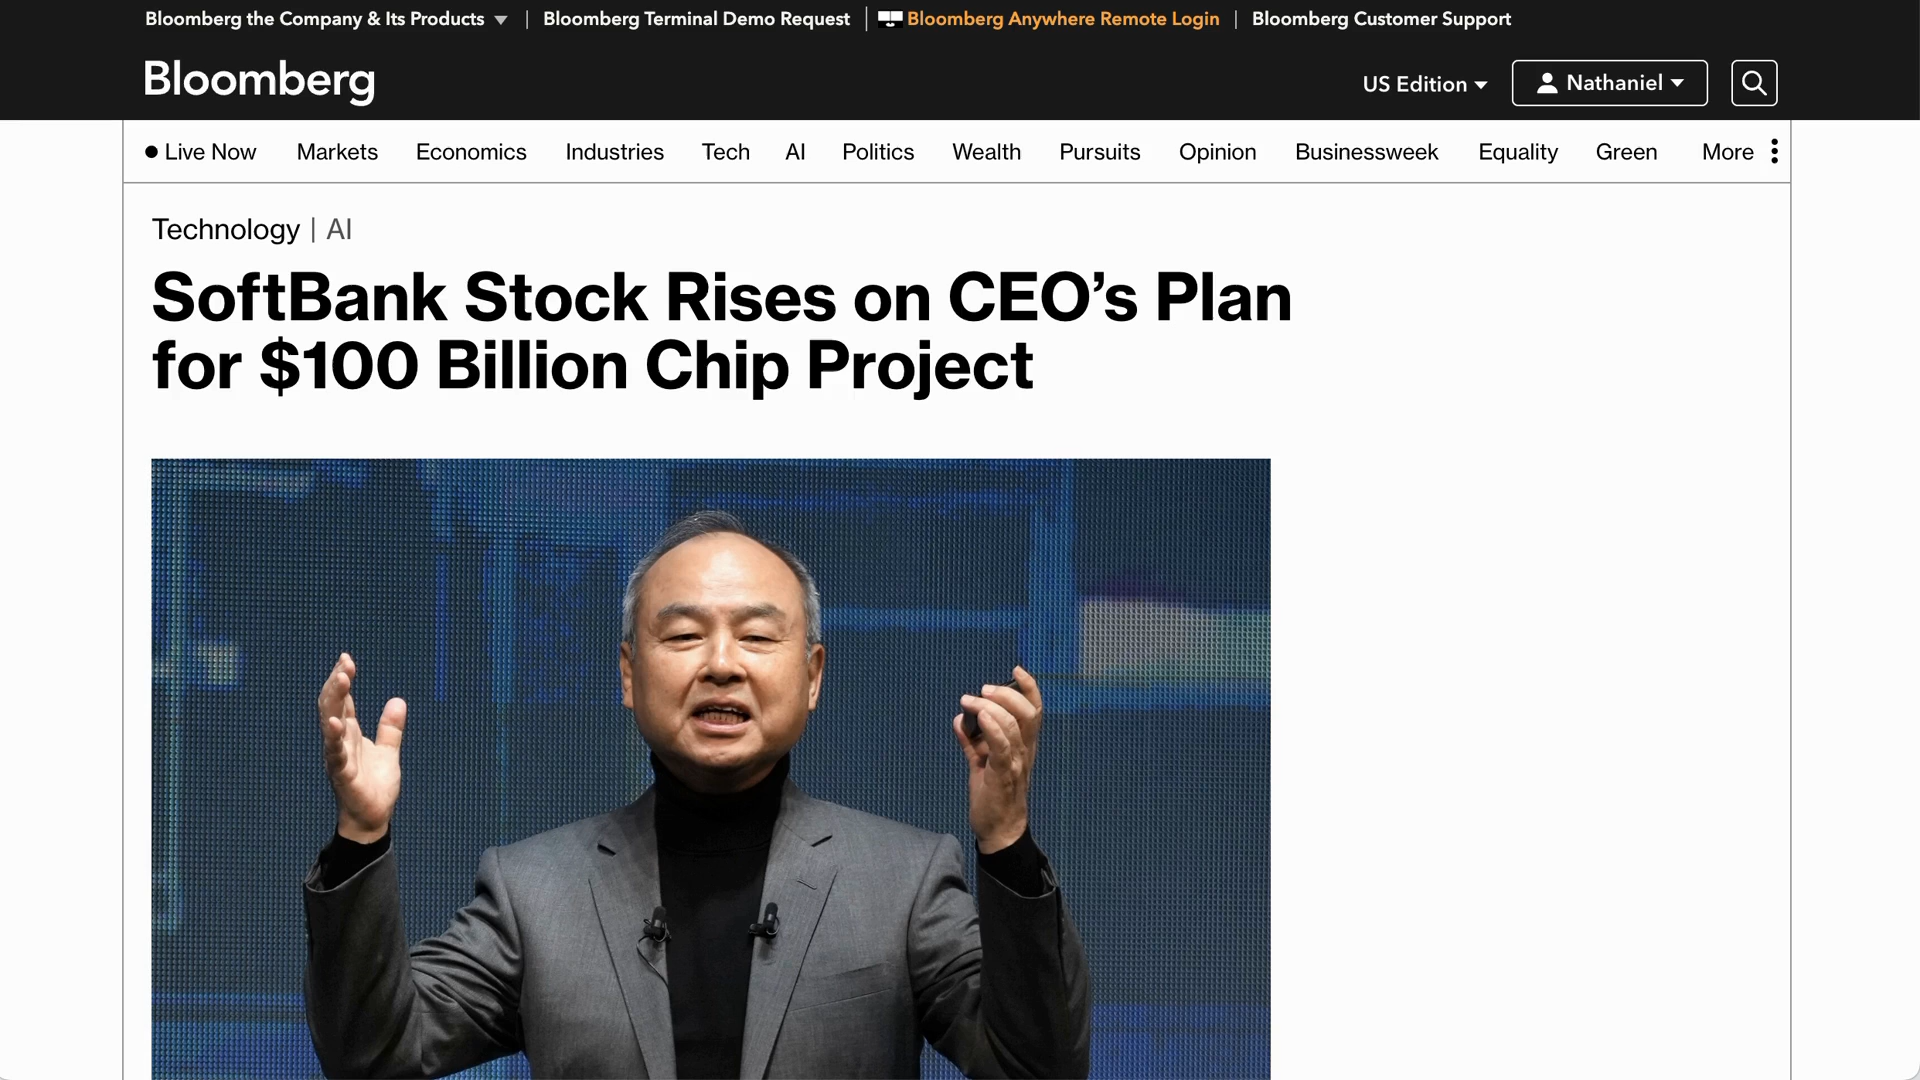 Bloomberg the Company & Its Products ▼ | Bloomberg Terminal Demo Request | Bloomberg Anywhere Remote Login | Bloomberg Customer Support
Bloomberg
US Edition
Nathaniel
Live Now Markets Economics Industries Tech AI Politics Wealth Pursuits Opinion Businessweek Equality Green More
Technology | AI
SoftBank Stock Rises on CEO’s Plan
for $100 Billion Chip Project